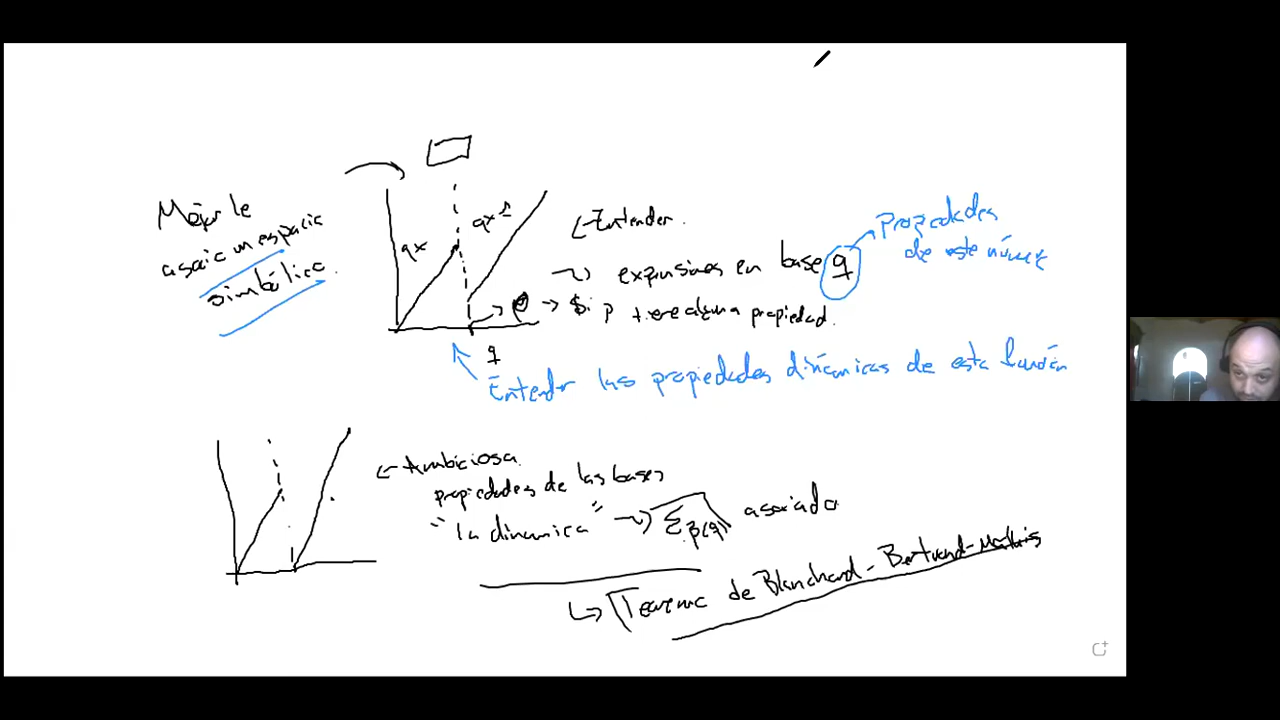 Mejor le
asocia un espacio
simbólico.
qx
qx-1
Entender.
expansiones en base q
Propiedades
de este número
Si p tiene alguna propiedad.
q
Entender las propiedades dinámicas de esta función
Ambiciosa.
propiedades de las bases
"la dinamica" Σβ(q) asociado
Teorema de Blanchard-Bertrand-Mathis